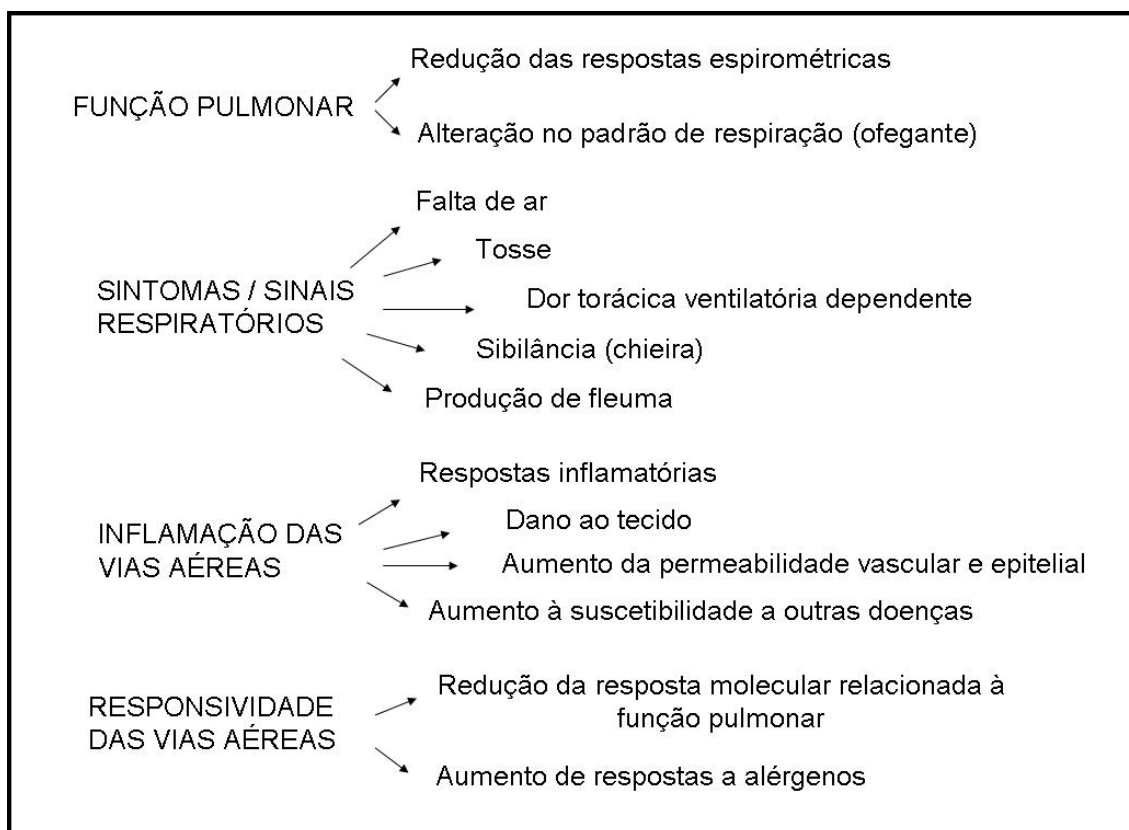 FUNÇÃO PULMONAR
Redução das respostas espirométricas
Alteração no padrão de respiração (ofegante)
SINTOMAS / SINAIS
RESPIRATÓRIOS
Falta de ar
Tosse
Dor torácica ventilatória dependente
Sibilância (chieira)
Produção de fleuma
INFLAMAÇÃO DAS
VIAS AÉREAS
Respostas inflamatórias
Dano ao tecido
Aumento da permeabilidade vascular e epitelial
Aumento à suscetibilidade a outras doenças
RESPONSIVIDADE
DAS VIAS AÉREAS
Redução da resposta molecular relacionada à
função pulmonar
Aumento de respostas a alérgenos